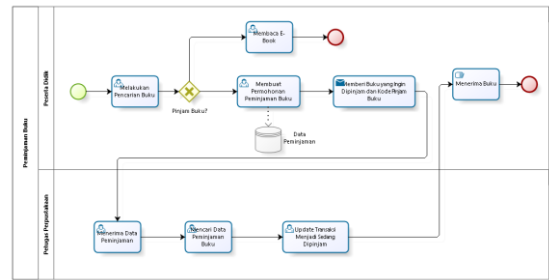 Peminjaman Buku
Peserta Didik
Membaca E-
Book
Melakukan
Pencarian Buku
Pinjam Buku?
Membuat
Permohonan
Peminjaman Buku
Memberi Buku yang Ingin
Dipinjam dan Kode Pinjam
Buku
Menerima Buku
Data
Peminjaman
Petugas Perpustakaan
Menerima Data
Peminjaman
Mencari Data
Peminjaman
Buku
Update Transaksi
Menjadi Sedang
Dipinjam